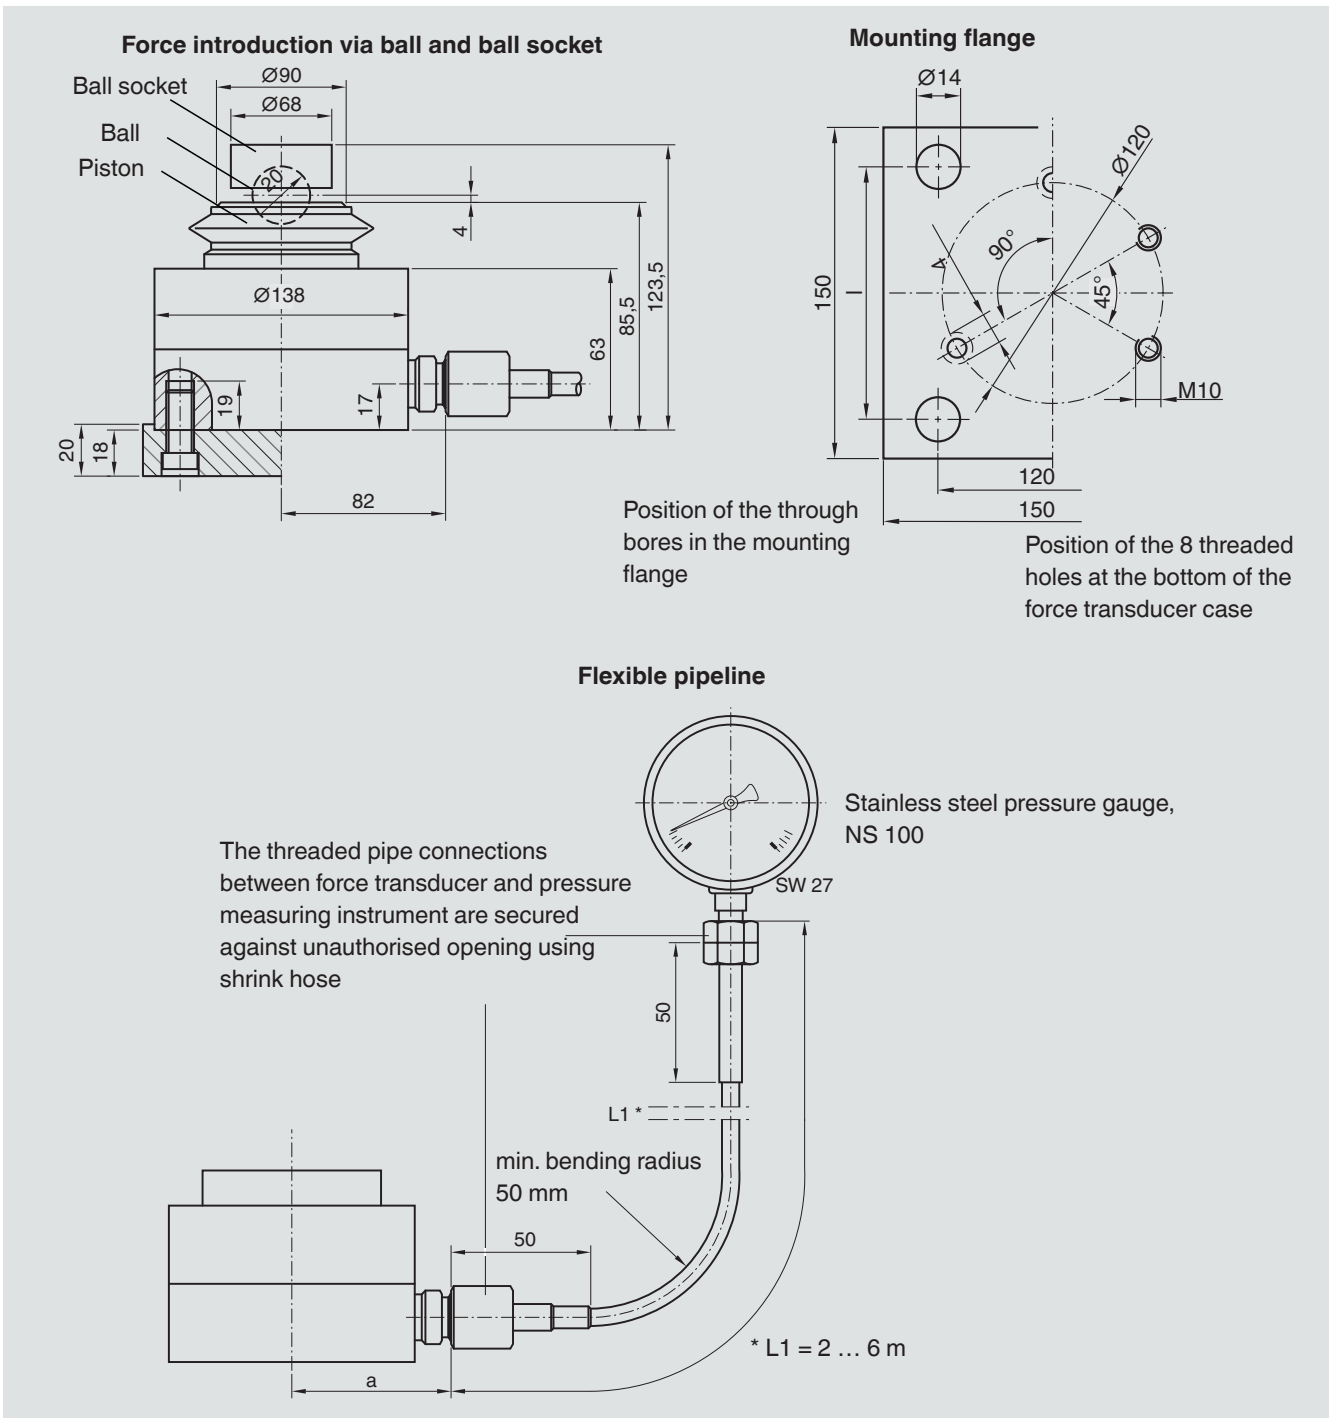 Force introduction via ball and ball socket
Ball socket
Ball
Piston
Ø90
Ø68
20
4
123,5
85,5
63
Ø138
19
17
20
18
82
Mounting flange
Ø14
Ø120
150
I
4
90°
45°
M10
120
150
Position of the through
bores in the mounting
flange
Position of the 8 threaded
holes at the bottom of the
force transducer case
Flexible pipeline
Stainless steel pressure gauge,
NS 100
SW 27
The threaded pipe connections
between force transducer and pressure
measuring instrument are secured
against unauthorised opening using
shrink hose
50
L1 *
min. bending radius
50 mm
50
* L1 = 2 … 6 m
a